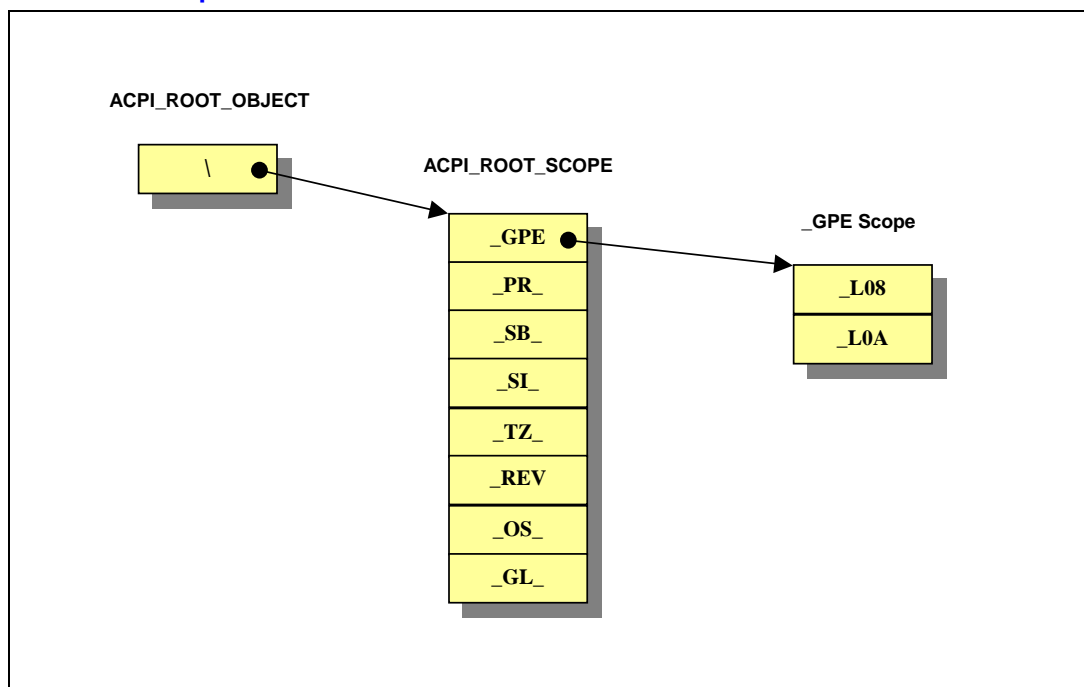 ACPI_ROOT_OBJECT
\
ACPI_ROOT_SCOPE
_GPE
_PR_
_SB_
_SI_
_TZ_
_REV
_OS_
_GL_
_GPE Scope
_L08
_L0A